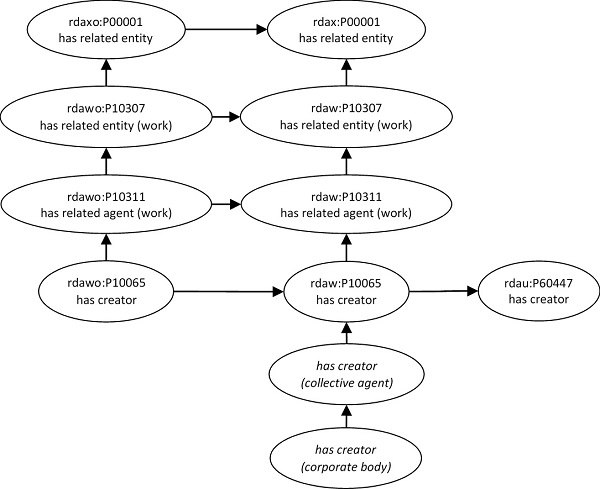 rdaxo:P00001
has related entity
rdax:P00001
has related entity
rdawo:P10307
has related entity (work)
rdaw:P10307
has related entity (work)
rdawo:P10311
has related agent (work)
rdaw:P10311
has related agent (work)
rdawo:P10065
has creator
rdaw:P10065
has creator
rdau:P60447
has creator
has creator
(collective agent)
has creator
(corporate body)